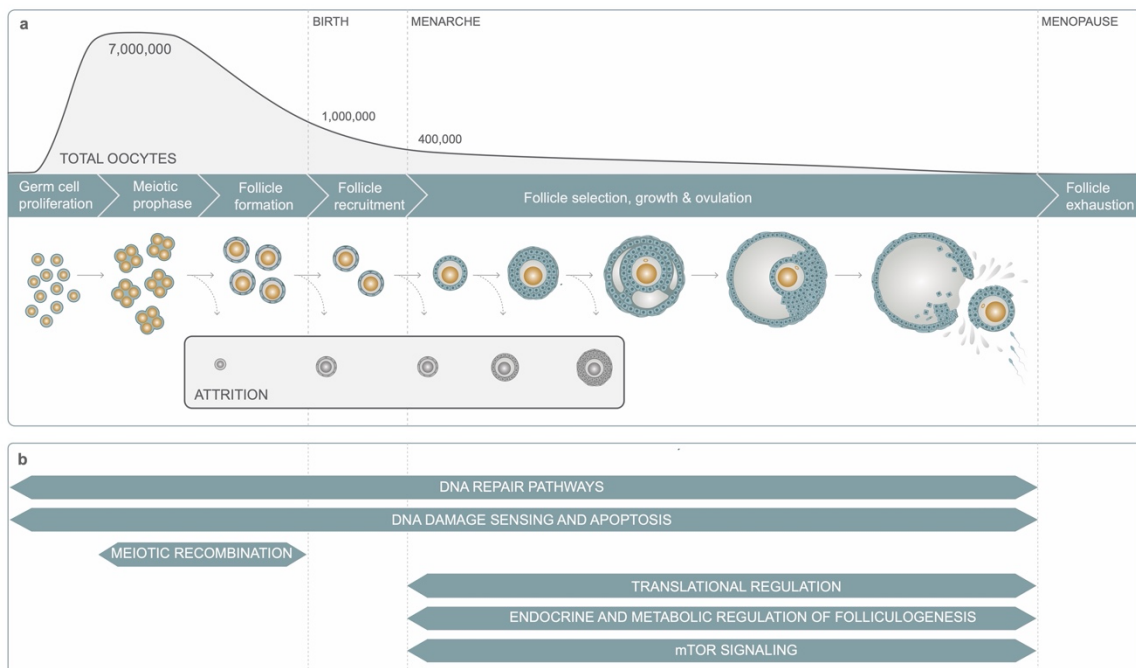 a
BIRTH
MENARCHE
MENOPAUSE
7,000,000
1,000,000
400,000
TOTAL OOCYTES
Germ cell
proliferation
Meiotic
prophase
Follicle
formation
Follicle
recruitment
Follicle selection, growth & ovulation
Follicle
exhaustion
ATTRITION
b
DNA REPAIR PATHWAYS
DNA DAMAGE SENSING AND APOPTOSIS
MEIOTIC RECOMBINATION
TRANSLATIONAL REGULATION
ENDOCRINE AND METABOLIC REGULATION OF FOLLICULOGENESIS
mTOR SIGNALING